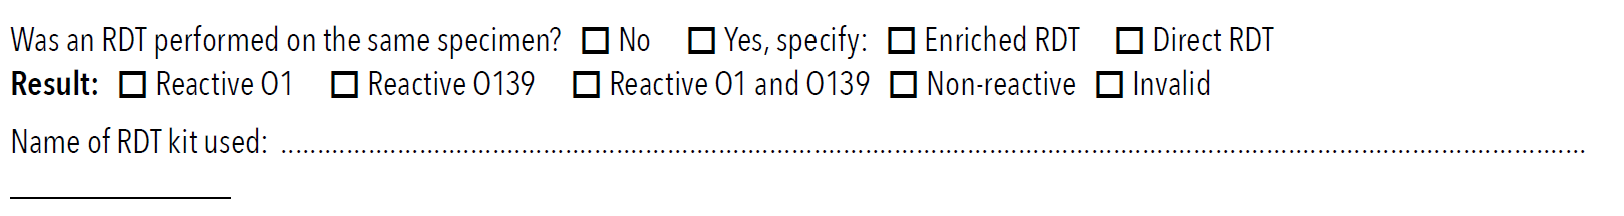 Was an RDT performed on the same specimen? ☐ No ☐ Yes, specify: ☐ Enriched RDT ☐ Direct RDT
Result: ☐ Reactive O1 ☐ Reactive O139 ☐ Reactive O1 and O139 ☐ Non-reactive ☐ Invalid
Name of RDT kit used: ....................................................................................................